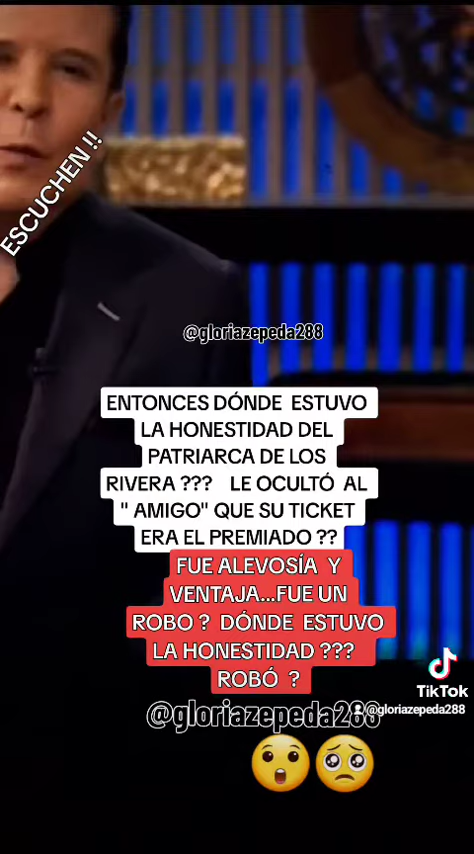 ESCUCHEN !!
@gloriazepeda288
ENTONCES DÓNDE ESTUVO
LA HONESTIDAD DEL
PATRIARCA DE LOS
RIVERA ??? LE OCULTÓ AL
" AMIGO" QUE SU TICKET
ERA EL PREMIADO ??
FUE ALEVOSÍA Y
VENTAJA...FUE UN
ROBO ? DÓNDE ESTUVO
LA HONESTIDAD ???
ROBÓ ?
TikTok
@gloriazepeda288
@gloriazepeda288